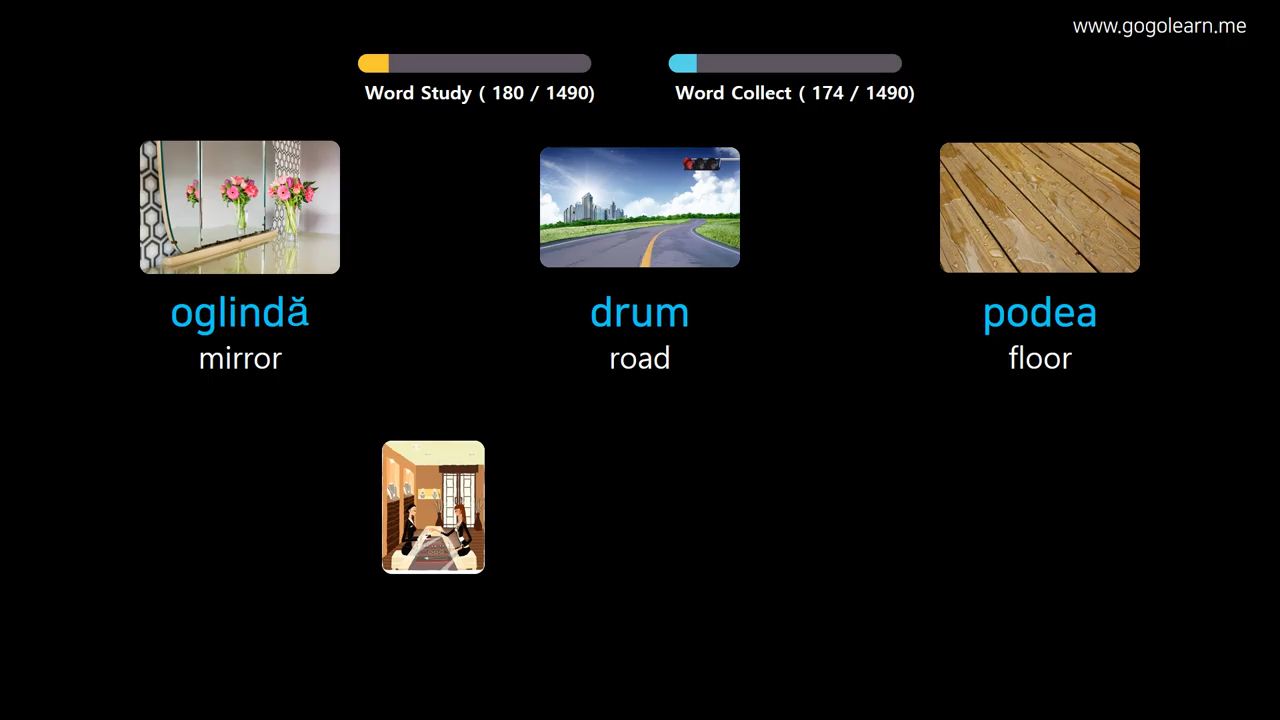 www.gogolearn.me
Word Study ( 180 / 1490)
Word Collect ( 174 / 1490)
oglindă
mirror
drum
road
podea
floor